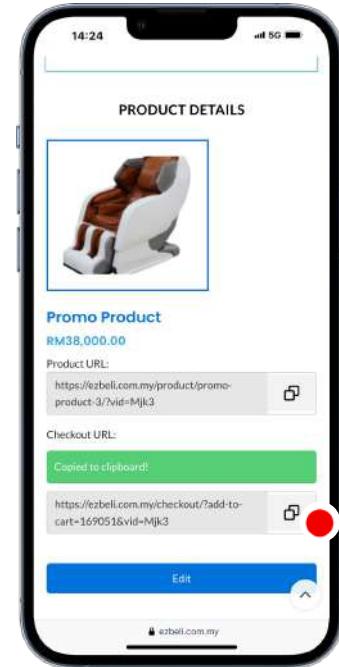 14:24
5G
PRODUCT DETAILS
Promo Product
RM38,000.00
Product URL:
https://ezbeli.com.my/product/promo-
product-3/?vid=Mjk3
Checkout URL:
Copied to clipboard!
https://ezbeli.com.my/checkout/?add-to-
cart=169051&vid=Mjk3
Edit
ezbeli.com.my